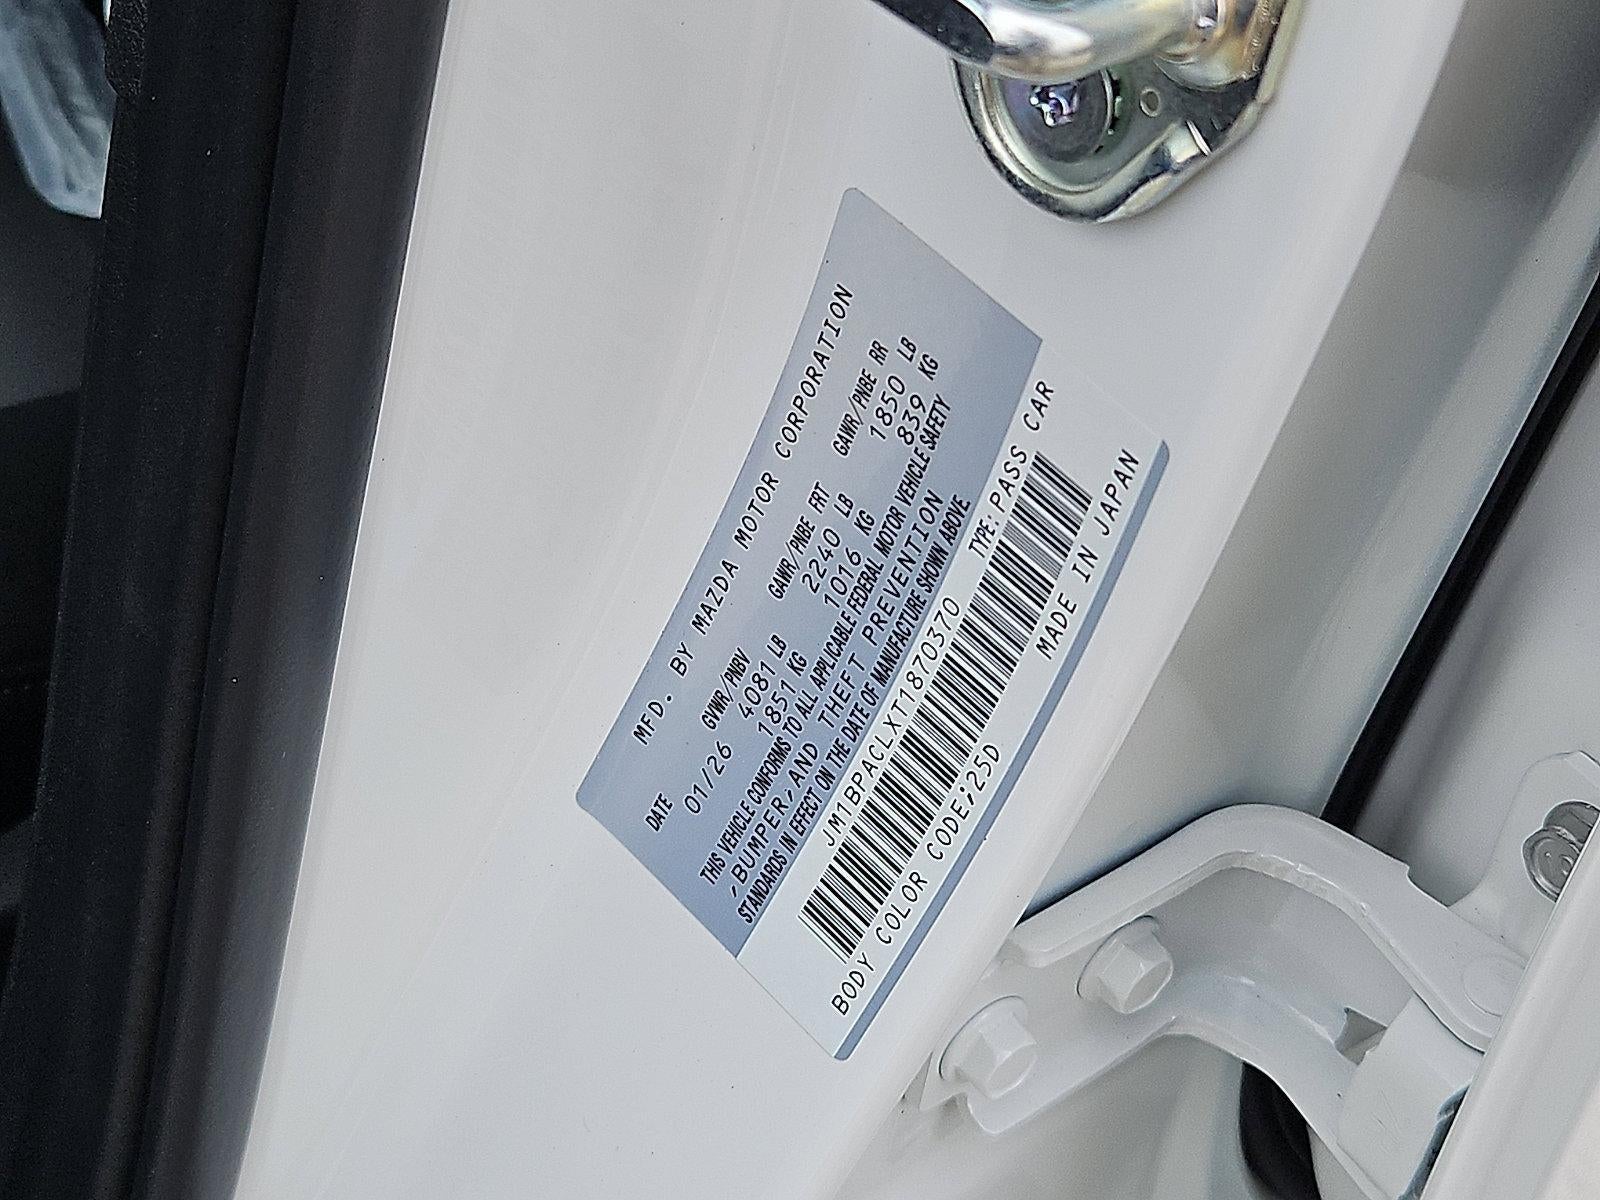 MFD. BY MAZDA MOTOR CORPORATION
DATE GVWR/PNBV GAWR/PNBE FRT GAWR/PNBE RR
01/26 4081 LB 2240 LB 1850 LB
1851 KG 1016 KG 839 KG
THIS VEHICLE CONFORMS TO ALL APPLICABLE FEDERAL MOTOR VEHICLE SAFETY
,BUMPER,AND THEFT PREVENTION
STANDARDS IN EFFECT ON THE DATE OF MANUFACTURE SHOWN ABOVE.
JM1BPACLXT1870370 TYPE:PASS CAR
BODY COLOR CODE;25D MADE IN JAPAN